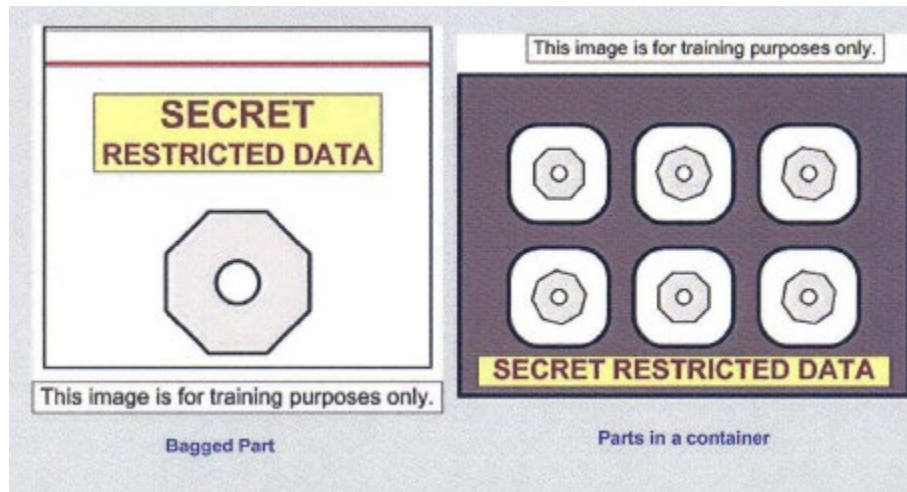 SECRET
RESTRICTED DATA
This image is for training purposes only.
Bagged Part
This image is for training purposes only.
SECRET RESTRICTED DATA
Parts in a container